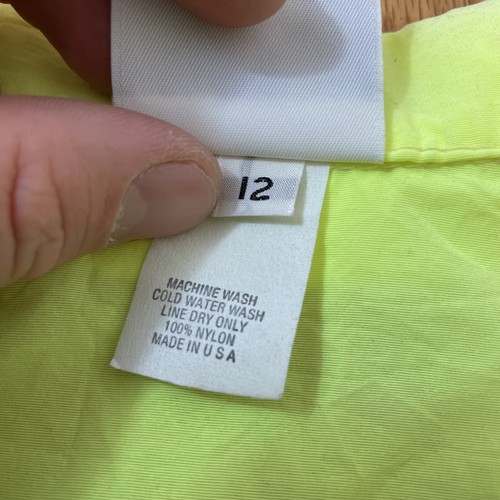 12
MACHINE WASH
COLD WATER WASH
LINE DRY ONLY
100% NYLON
MADE IN U S A